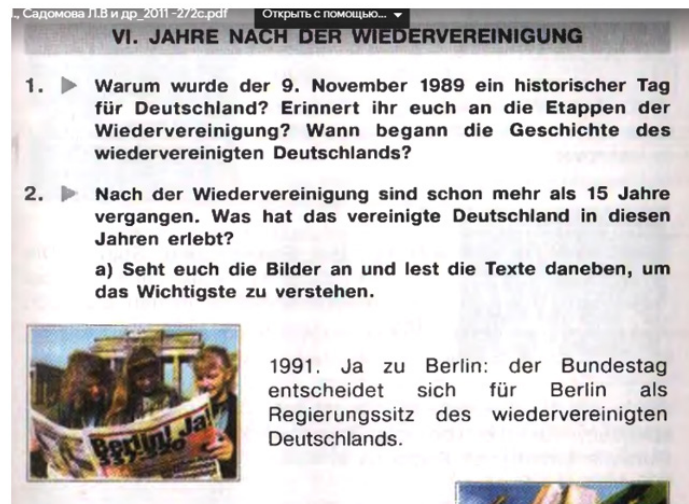 ., Садомова Л.В и др_2011 -272с.pdf
Открыть с помощью...
VI. JAHRE NACH DER WIEDERVEREINIGUNG
1. Warum wurde der 9. November 1989 ein historischer Tag
für Deutschland? Erinnert ihr euch an die Etappen der
Wiedervereinigung? Wann begann die Geschichte des
wiedervereinigten Deutschlands?
2. Nach der Wiedervereinigung sind schon mehr als 15 Jahre
vergangen. Was hat das vereinigte Deutschland in diesen
Jahren erlebt?
a) Seht euch die Bilder an und lest die Texte daneben, um
das Wichtigste zu verstehen.
1991. Ja zu Berlin: der Bundestag
entscheidet sich für Berlin als
Regierungssitz des wiedervereinigten
Deutschlands.
Berlin! Ja!